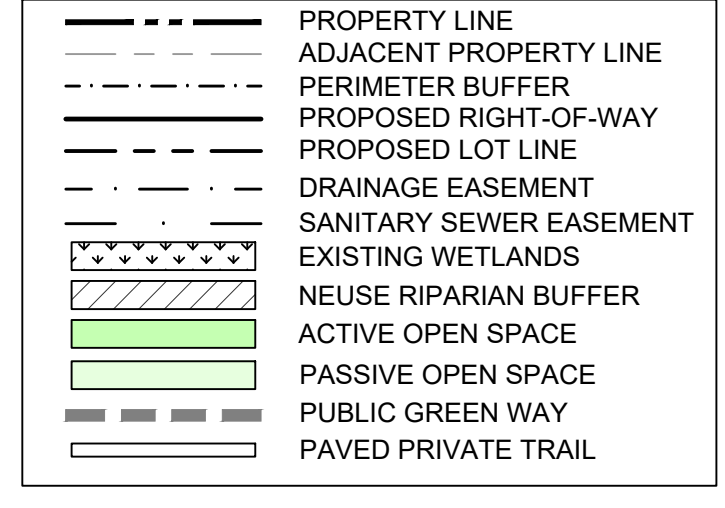 PROPERTY LINE
ADJACENT PROPERTY LINE
PERIMETER BUFFER
PROPOSED RIGHT-OF-WAY
PROPOSED LOT LINE
DRAINAGE EASEMENT
SANITARY SEWER EASEMENT
EXISTING WETLANDS
NEUSE RIPARIAN BUFFER
ACTIVE OPEN SPACE
PASSIVE OPEN SPACE
PUBLIC GREEN WAY
PAVED PRIVATE TRAIL